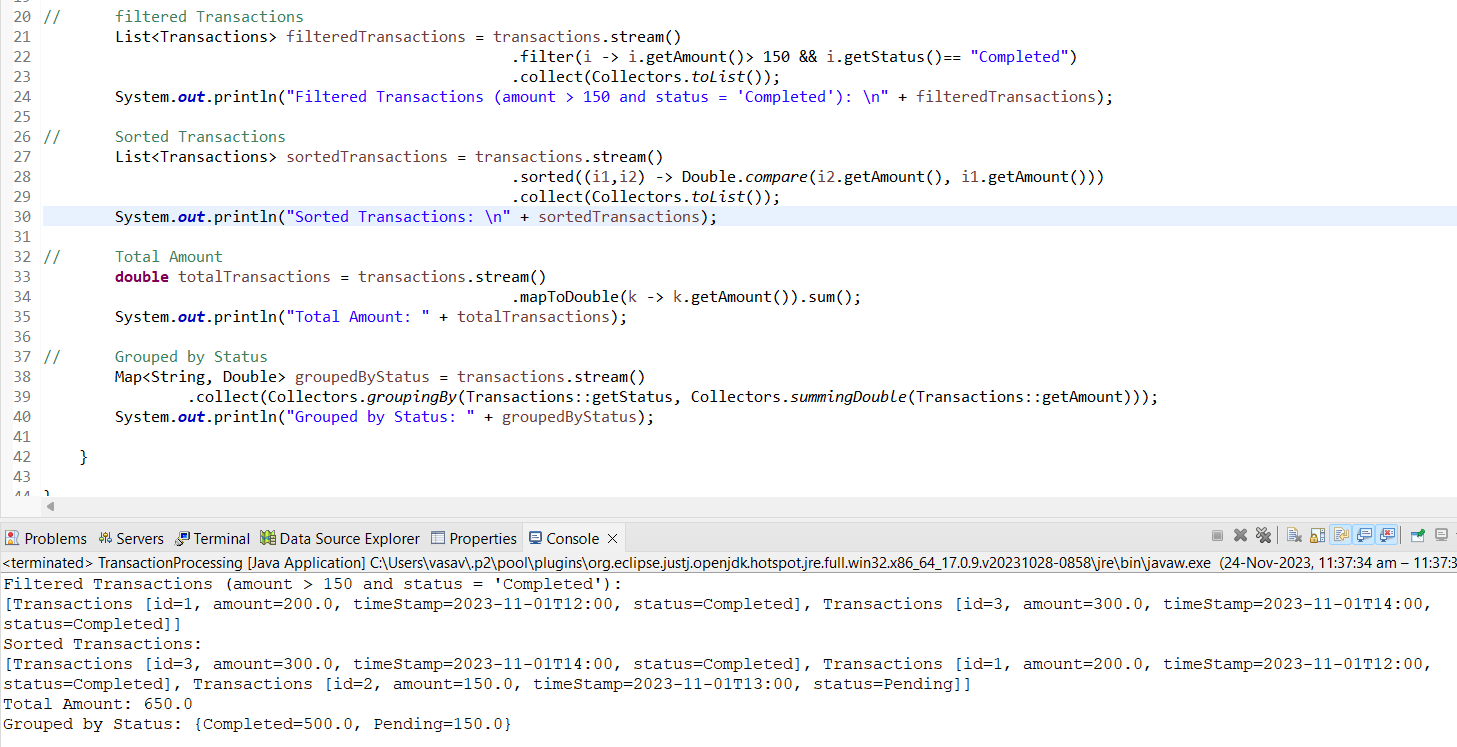 20 //      filtered Transactions
21         List<Transactions> filteredTransactions = transactions.stream()
22                                                     .filter(i -> i.getAmount()> 150 && i.getStatus()== "Completed")
23                                                     .collect(Collectors.toList());
24         System.out.println("Filtered Transactions (amount > 150 and status = 'Completed'): \n" + filteredTransactions);
25
26 //      Sorted Transactions
27         List<Transactions> sortedTransactions = transactions.stream()
28                                                     .sorted((i1,i2) -> Double.compare(i2.getAmount(), i1.getAmount()))
29                                                     .collect(Collectors.toList());
30         System.out.println("Sorted Transactions: \n" + sortedTransactions);
31
32 //      Total Amount
33         double totalTransactions = transactions.stream()
34                                                     .mapToDouble(k -> k.getAmount()).sum();
35         System.out.println("Total Amount: " + totalTransactions);
36
37 //      Grouped by Status
38         Map<String, Double> groupedByStatus = transactions.stream()
39                 .collect(Collectors.groupingBy(Transactions::getStatus, Collectors.summingDouble(Transactions::getAmount)));
40         System.out.println("Grouped by Status: " + groupedByStatus);
41
42     }
43
44 }
Problems Servers Terminal Data Source Explorer Properties Console
<terminated> TransactionProcessing [Java Application] C:\Users\vasav\.p2\pool\plugins\org.eclipse.justj.openjdk.hotspot.jre.full.win32.x86_64_17.0.9.v20231028-0858\jre\bin\javaw.exe (24-Nov-2023, 11:37:34 am – 11:37:3
Filtered Transactions (amount > 150 and status = 'Completed'):
[Transactions [id=1, amount=200.0, timeStamp=2023-11-01T12:00, status=Completed], Transactions [id=3, amount=300.0, timeStamp=2023-11-01T14:00,
status=Completed]]
Sorted Transactions:
[Transactions [id=3, amount=300.0, timeStamp=2023-11-01T14:00, status=Completed], Transactions [id=1, amount=200.0, timeStamp=2023-11-01T12:00,
status=Completed], Transactions [id=2, amount=150.0, timeStamp=2023-11-01T13:00, status=Pending]]
Total Amount: 650.0
Grouped by Status: {Completed=500.0, Pending=150.0}